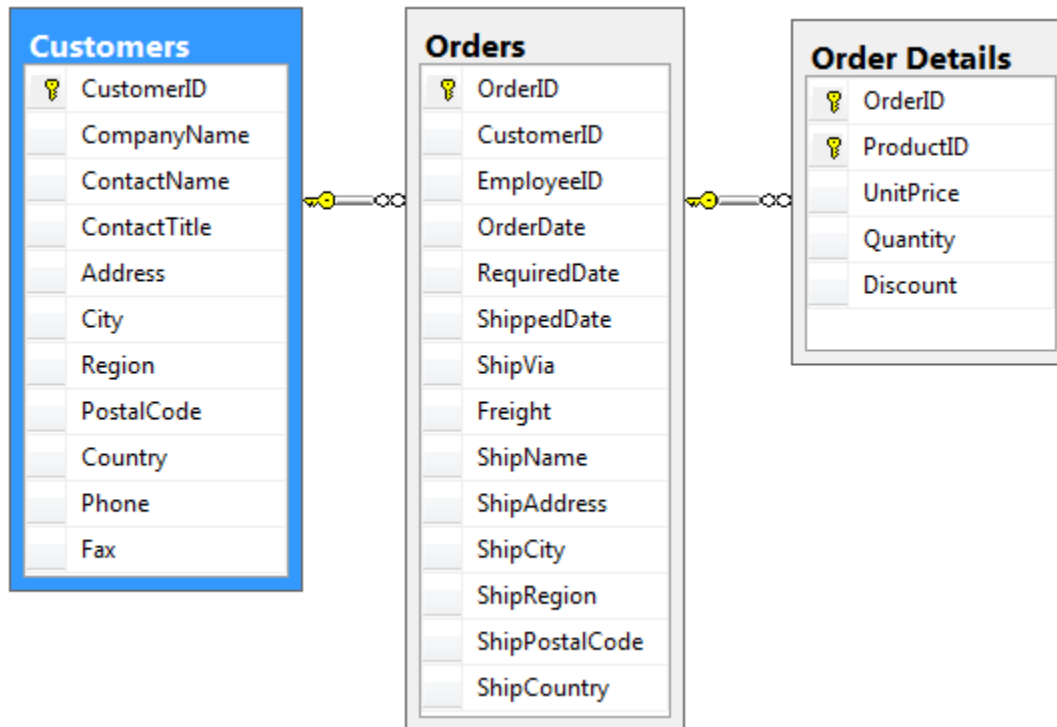 Customers
CustomerID
CompanyName
ContactName
ContactTitle
Address
City
Region
PostalCode
Country
Phone
Fax
Orders
OrderID
CustomerID
EmployeeID
OrderDate
RequiredDate
ShippedDate
ShipVia
Freight
ShipName
ShipAddress
ShipCity
ShipRegion
ShipPostalCode
ShipCountry
Order Details
OrderID
ProductID
UnitPrice
Quantity
Discount